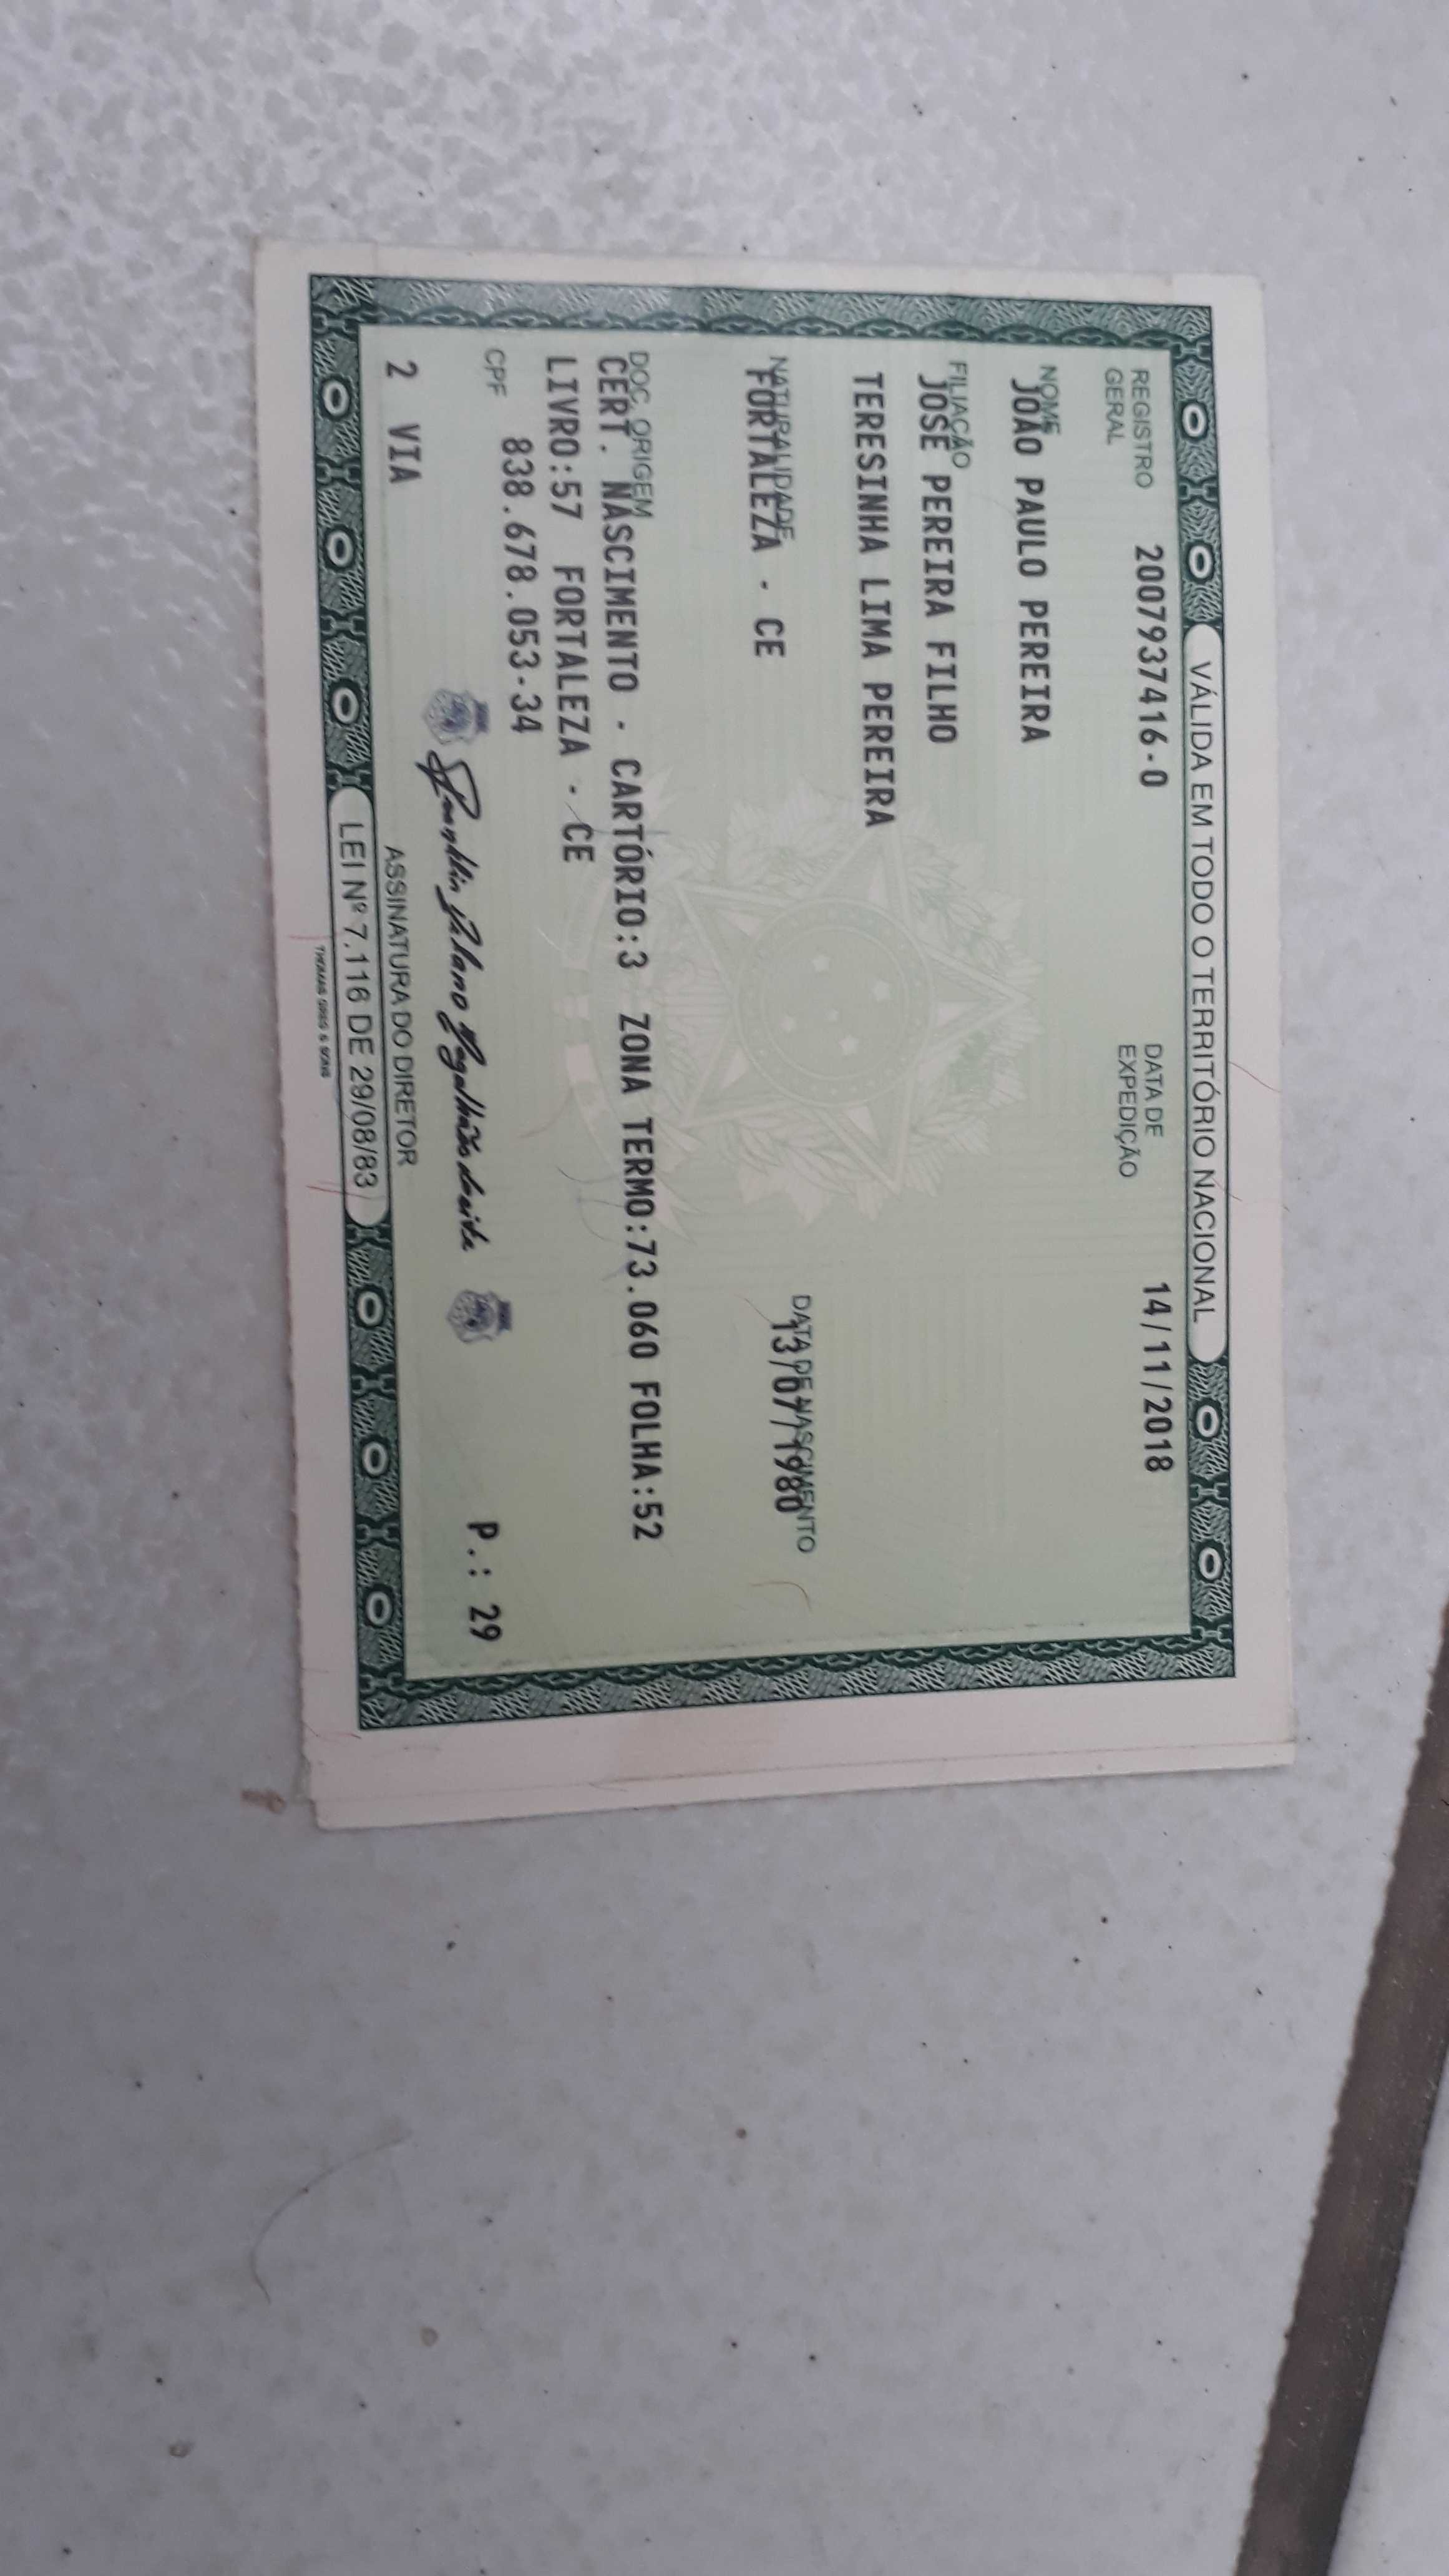 VÁLIDA EM TODO O TERRITÓRIO NACIONAL
REGISTRO GERAL 2007937416-0 DATA DE EXPEDIÇÃO 14/11/2018
NOME
JOÃO PAULO PEREIRA
FILIAÇÃO
JOSÉ PEREIRA FILHO
TERESINHA LIMA PEREIRA
NATURALIDADE DATA DE NASCIMENTO
FORTALEZA - CE 13/07/1980
DOC. ORIGEM
CERT. NASCIMENTO - CARTÓRIO:3 ZONA TERMO:73.060 FOLHA:52
LIVRO:57 FORTALEZA - CE
CPF 838.678.053-34
P.: 29
2 VIA
ASSINATURA DO DIRETOR
LEI Nº 7.116 DE 29/08/83
THOMAS GREG & SONS